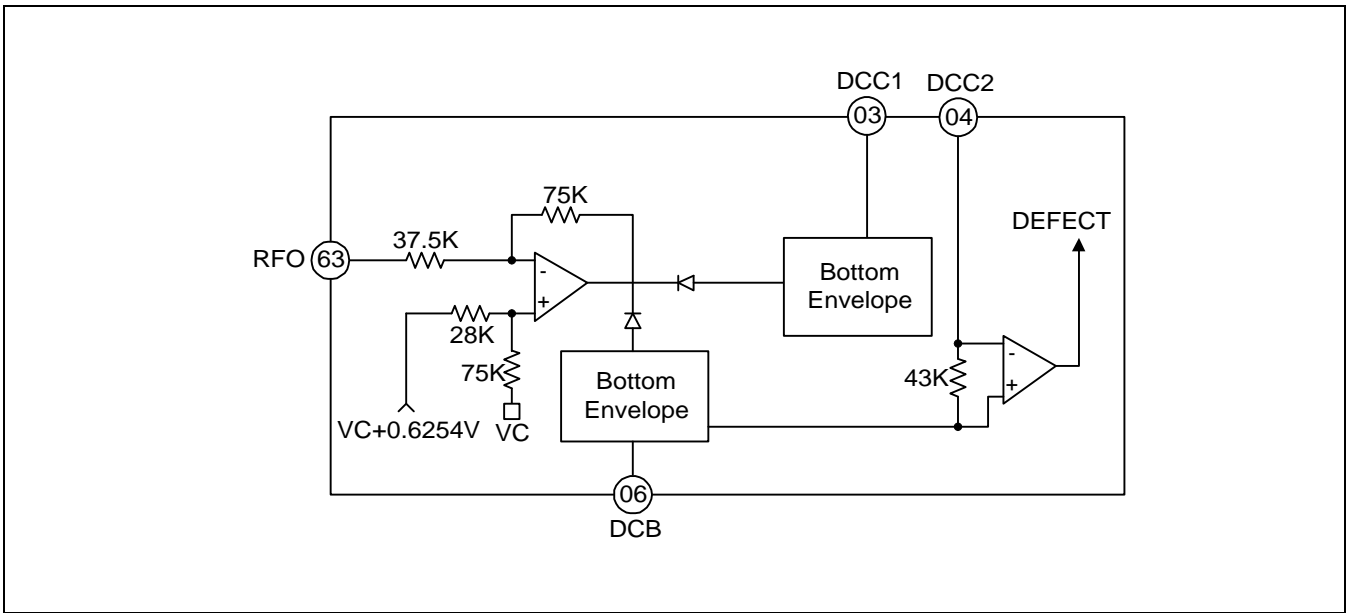 DCC1
DCC2
03
04
75K
DEFECT
37.5K
RFO
63
Bottom
Envelope
-
+
28K
75K
Bottom
Envelope
43K
-
+
VC+0.6254V
VC
06
DCB